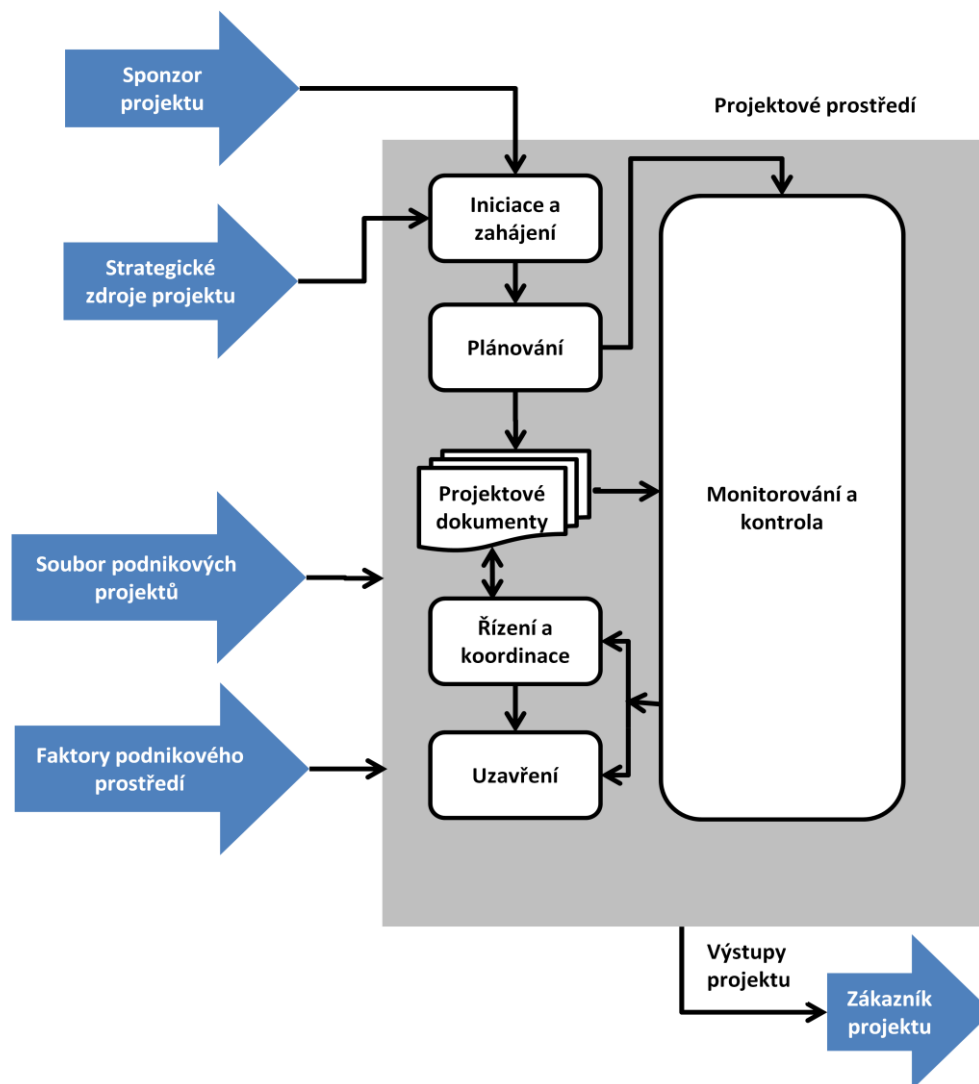 Sponzor
projektu
Projektové prostředí
Iniciace a
zahájení
Strategické
zdroje projektu
Plánování
Projektové
dokumenty
Monitorování a
kontrola
Soubor podnikových
projektů
Řízení a
koordinace
Faktory podnikového
prostředí
Uzavření
Výstupy
projektu
Zákazník
projektu